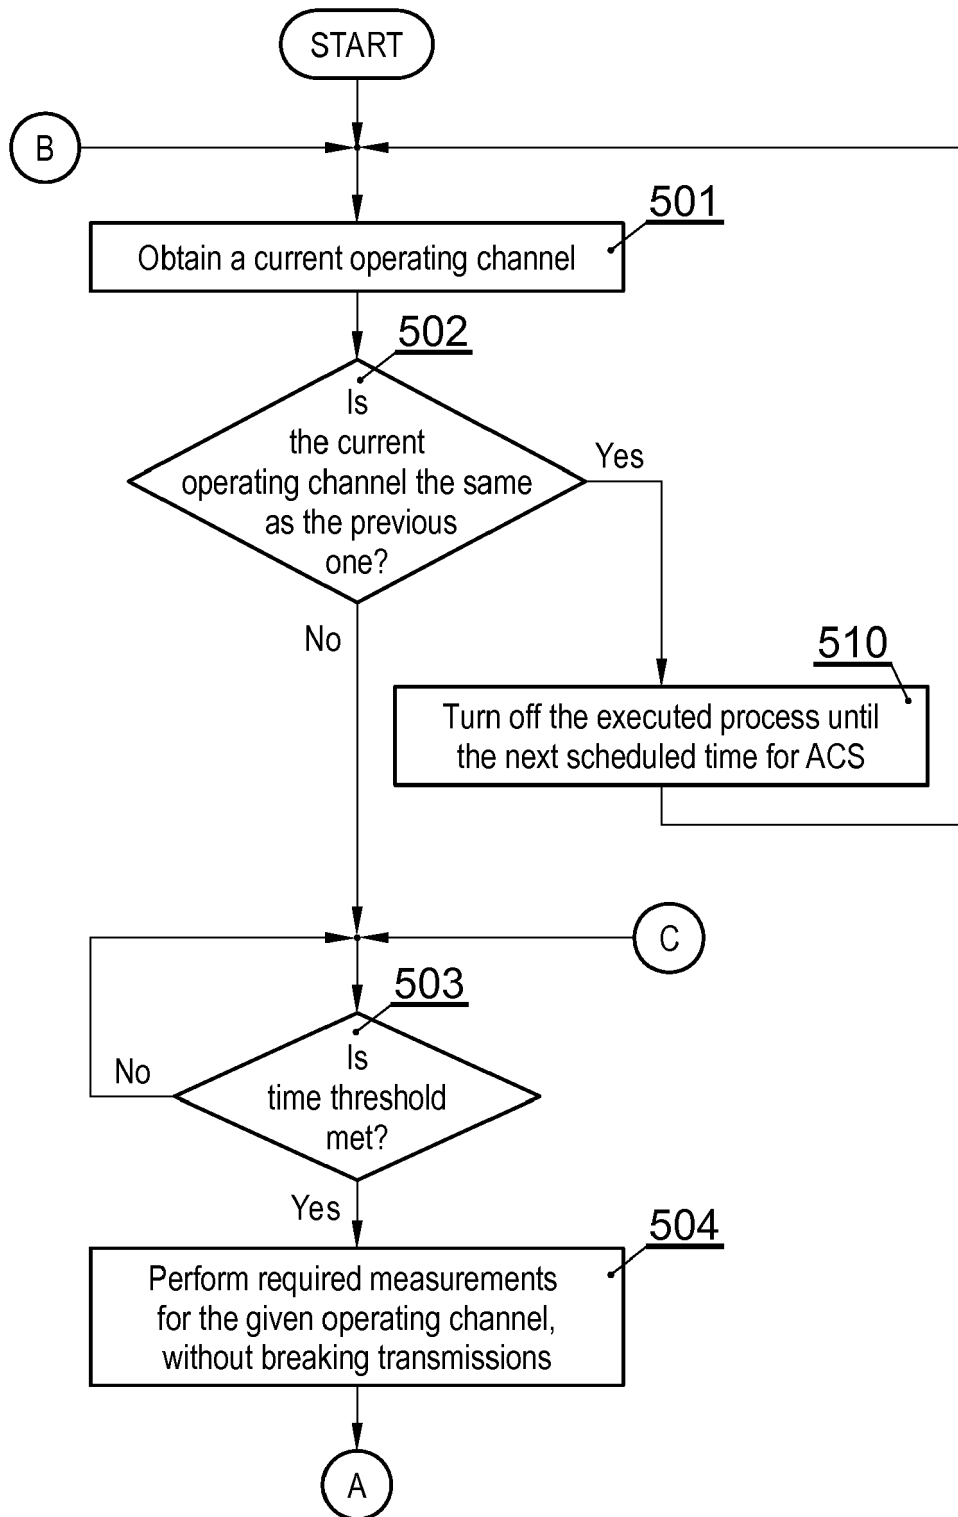 START
B
501
Obtain a current operating channel
502
Is
the current
operating channel the same
as the previous
one?
Yes
No
510
Turn off the executed process until
the next scheduled time for ACS
C
503
Is
time threshold
met?
No
Yes
504
Perform required measurements
for the given operating channel,
without breaking transmissions
A